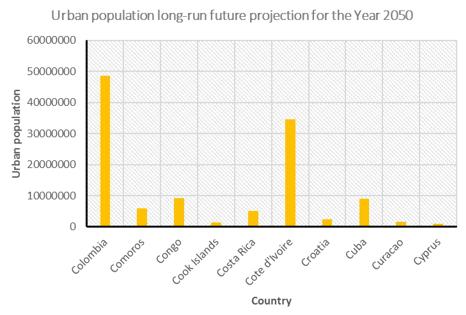 Urban population long-run future projection for the Year 2050
60000000
50000000
40000000
30000000
20000000
10000000
0
Urban population
Colombia
Comoros
Congo
Cook Islands
Costa Rica
Cote d'Ivoire
Croatia
Cuba
Curacao
Cyprus
Country